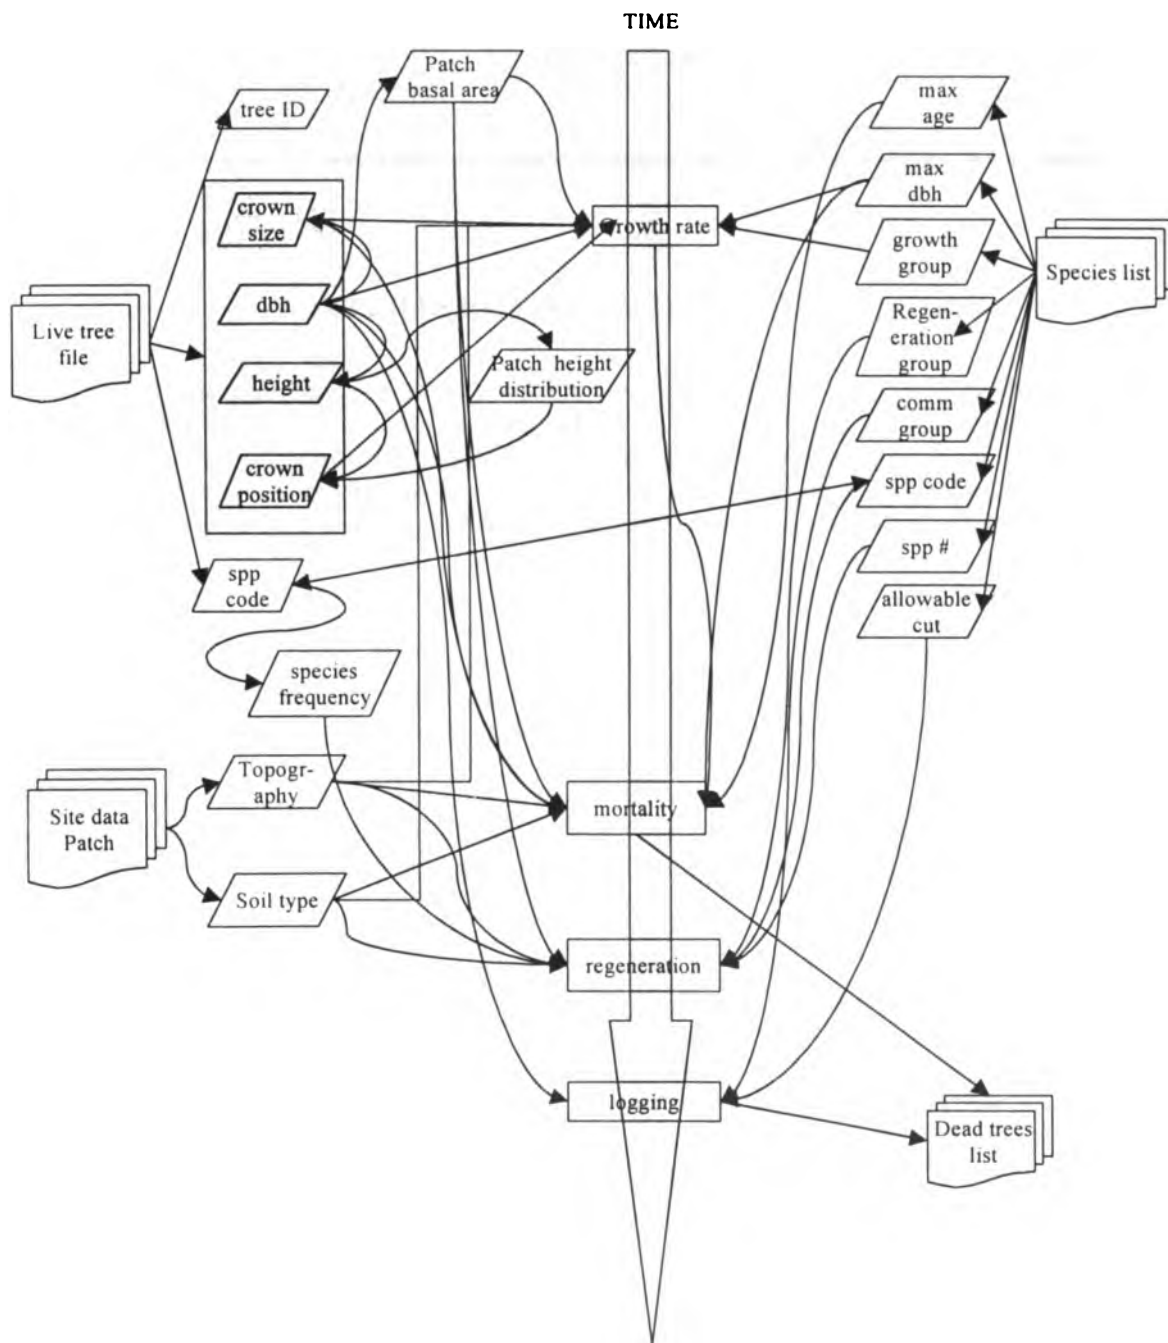 TIME
Patch
basal area
tree ID
crown
size
dbh
height
crown
position
Live tree
file
Patch height
distribution
spp
code
species
frequency
Topogr-
aphy
Site data
Patch
Soil type
Growth rate
mortality
regeneration
logging
max
age
max
dbh
growth
group
Regen-
eration
group
comm
group
spp code
spp #
allowable
cut
Species list
Dead trees
list